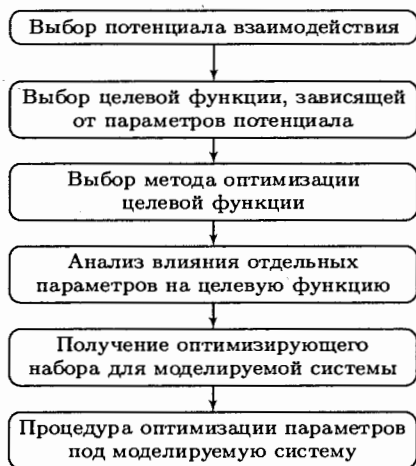 Выбор потенциала взаимодействия
Выбор целевой функции, зависящей
от параметров потенциала
Выбор метода оптимизации
целевой функции
Анализ влияния отдельных
параметров на целевую функцию
Получение оптимизирующего
набора для моделируемой системы
Процедура оптимизации параметров
под моделируемую систему